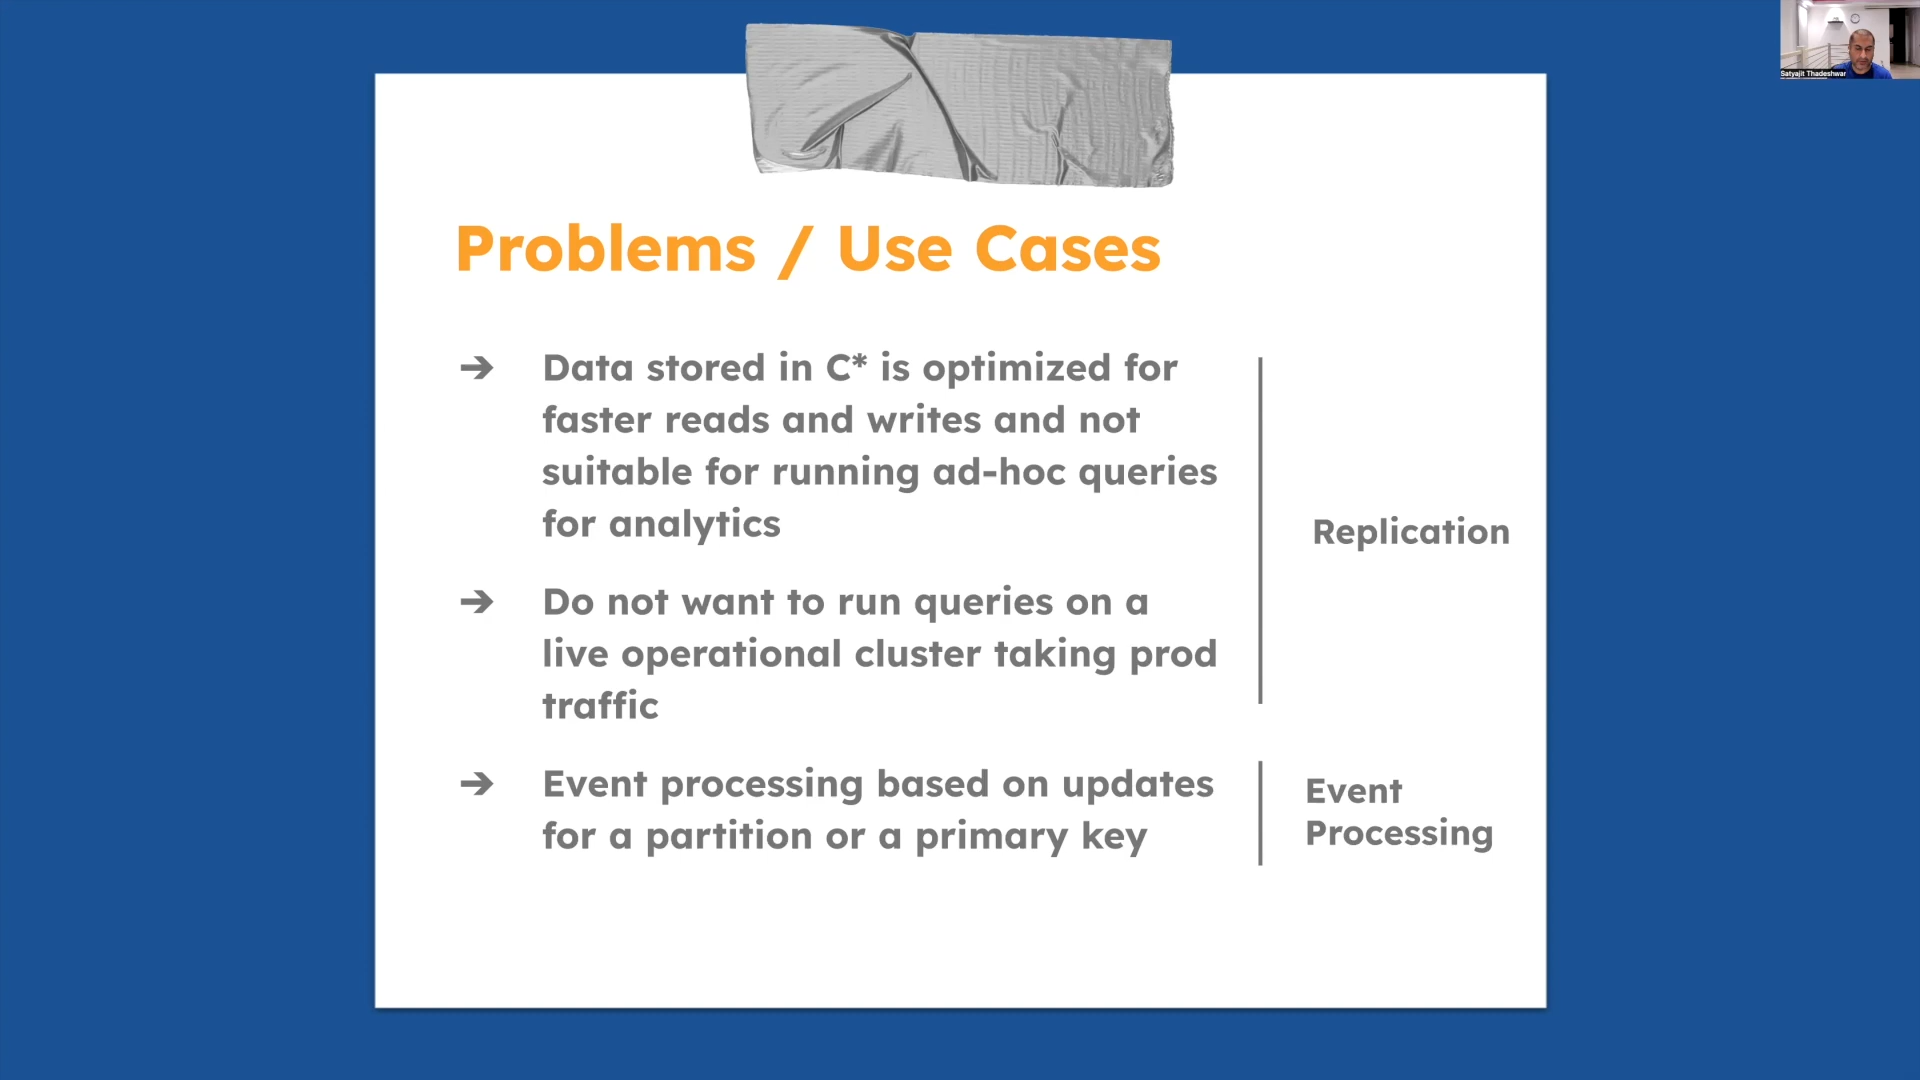 Satyajit Thadeshwar
Problems / Use Cases
➔ Data stored in C* is optimized for
faster reads and writes and not
suitable for running ad-hoc queries
for analytics
➔ Do not want to run queries on a
live operational cluster taking prod
traffic
Replication
➔ Event processing based on updates
for a partition or a primary key
Event
Processing